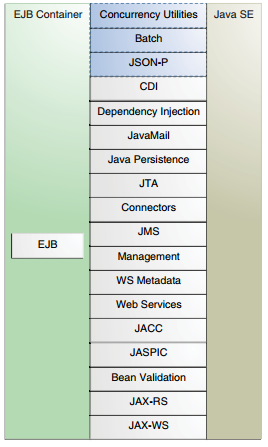 EJB Container
Concurrency Utilities
Java SE
Batch
JSON-P
CDI
Dependency Injection
JavaMail
Java Persistence
JTA
Connectors
JMS
EJB
Management
WS Metadata
Web Services
JACC
JASPIC
Bean Validation
JAX-RS
JAX-WS